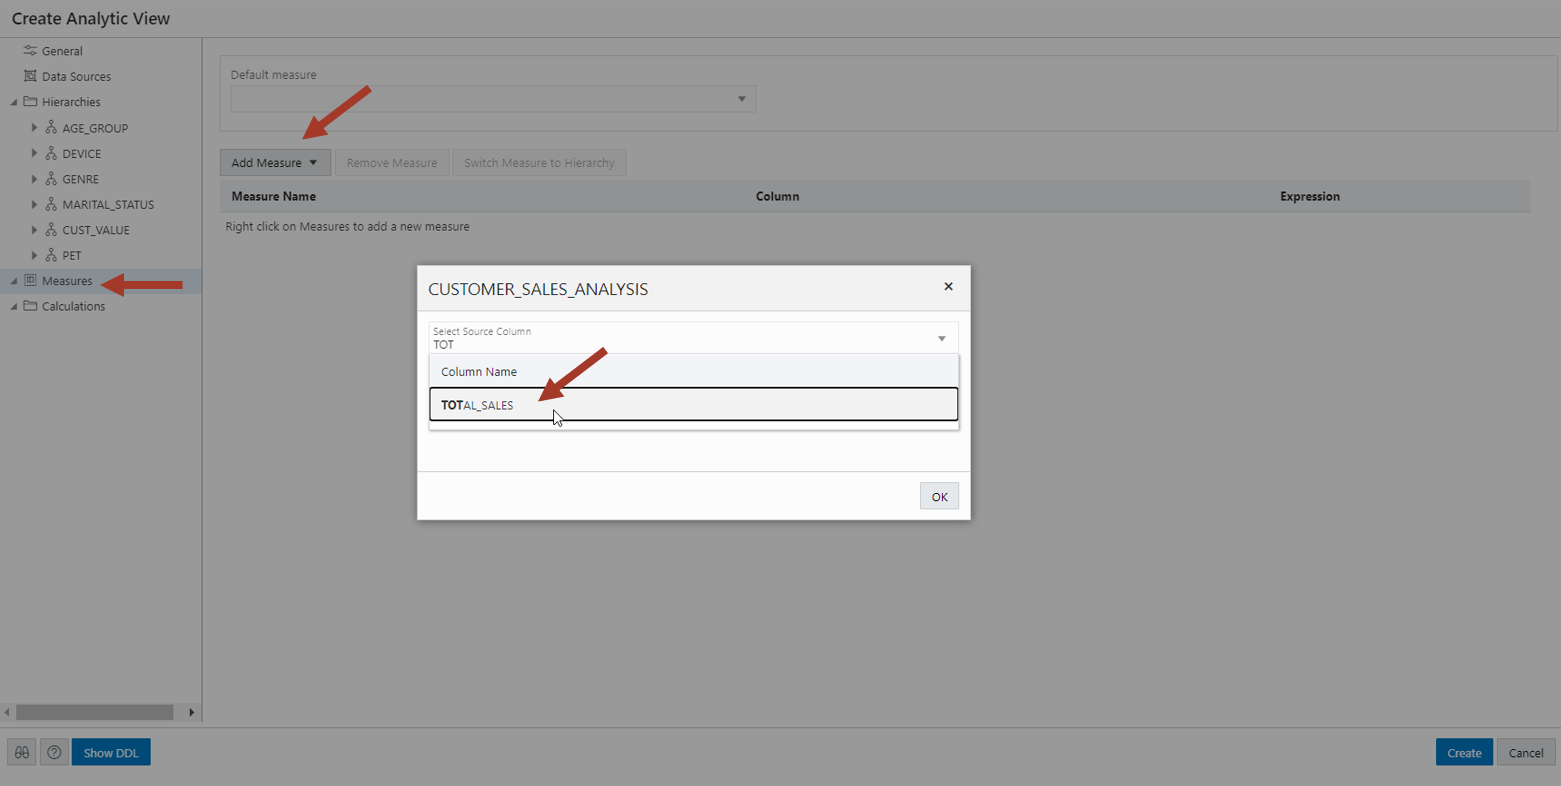 Create Analytic View
General
Data Sources
Hierarchies
AGE_GROUP
DEVICE
GENRE
MARITAL_STATUS
CUST_VALUE
PET
Measures
Calculations
Default measure
Add Measure
Remove Measure
Switch Measure to Hierarchy
Measure Name Column Expression
Right click on Measures to add a new measure
CUSTOMER_SALES_ANALYSIS
Select Source Column
TOT
Column Name
TOTAL_SALES
OK
Show DDL
Create
Cancel